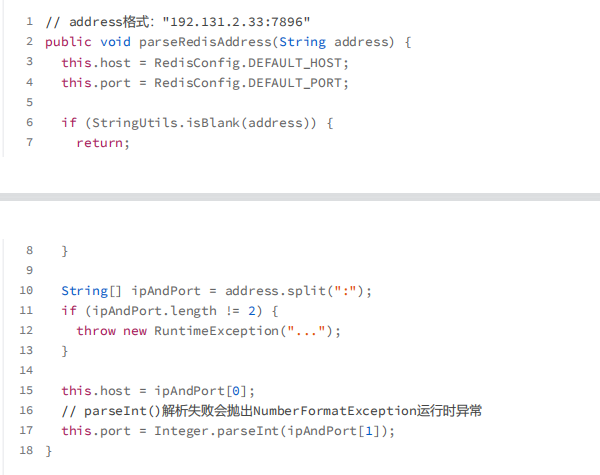 1 // address格式："192.131.2.33:7896"
2 public void parseRedisAddress(String address) {
3 this.host = RedisConfig.DEFAULT_HOST;
4 this.port = RedisConfig.DEFAULT_PORT;
5
6 if (StringUtils.isBlank(address)) {
7 return;
8 }
9
10 String[] ipAndPort = address.split(":");
11 if (ipAndPort.length != 2) {
12 throw new RuntimeException("...");
13 }
14
15 this.host = ipAndPort[0];
16 // parseInt()解析失败会抛出NumberFormatException运行时异常
17 this.port = Integer.parseInt(ipAndPort[1]);
18 }